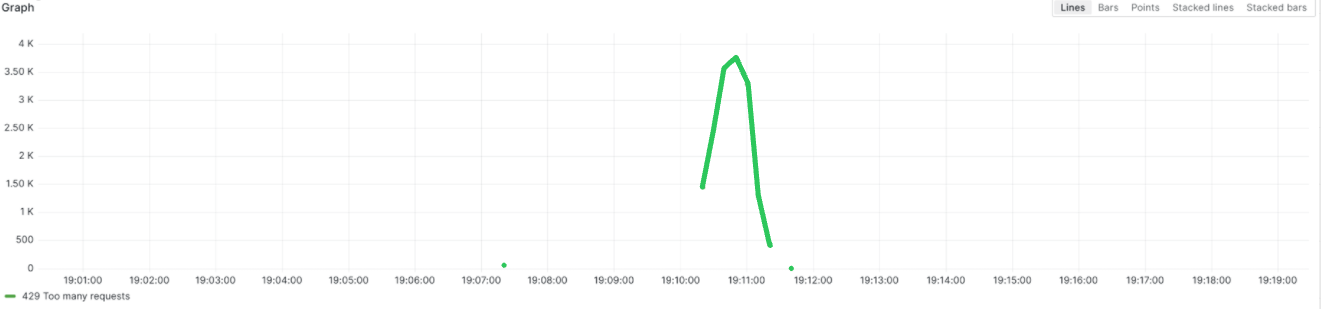 Graph
Lines Bars Points Stacked lines Stacked bars
4 K
3.50 K
3 K
2.50 K
2 K
1.50 K
1 K
500
0
19:01:00 19:02:00 19:03:00 19:04:00 19:05:00 19:06:00 19:07:00 19:08:00 19:09:00 19:10:00 19:11:00 19:12:00 19:13:00 19:14:00 19:15:00 19:16:00 19:17:00 19:18:00 19:19:00
429 Too many requests